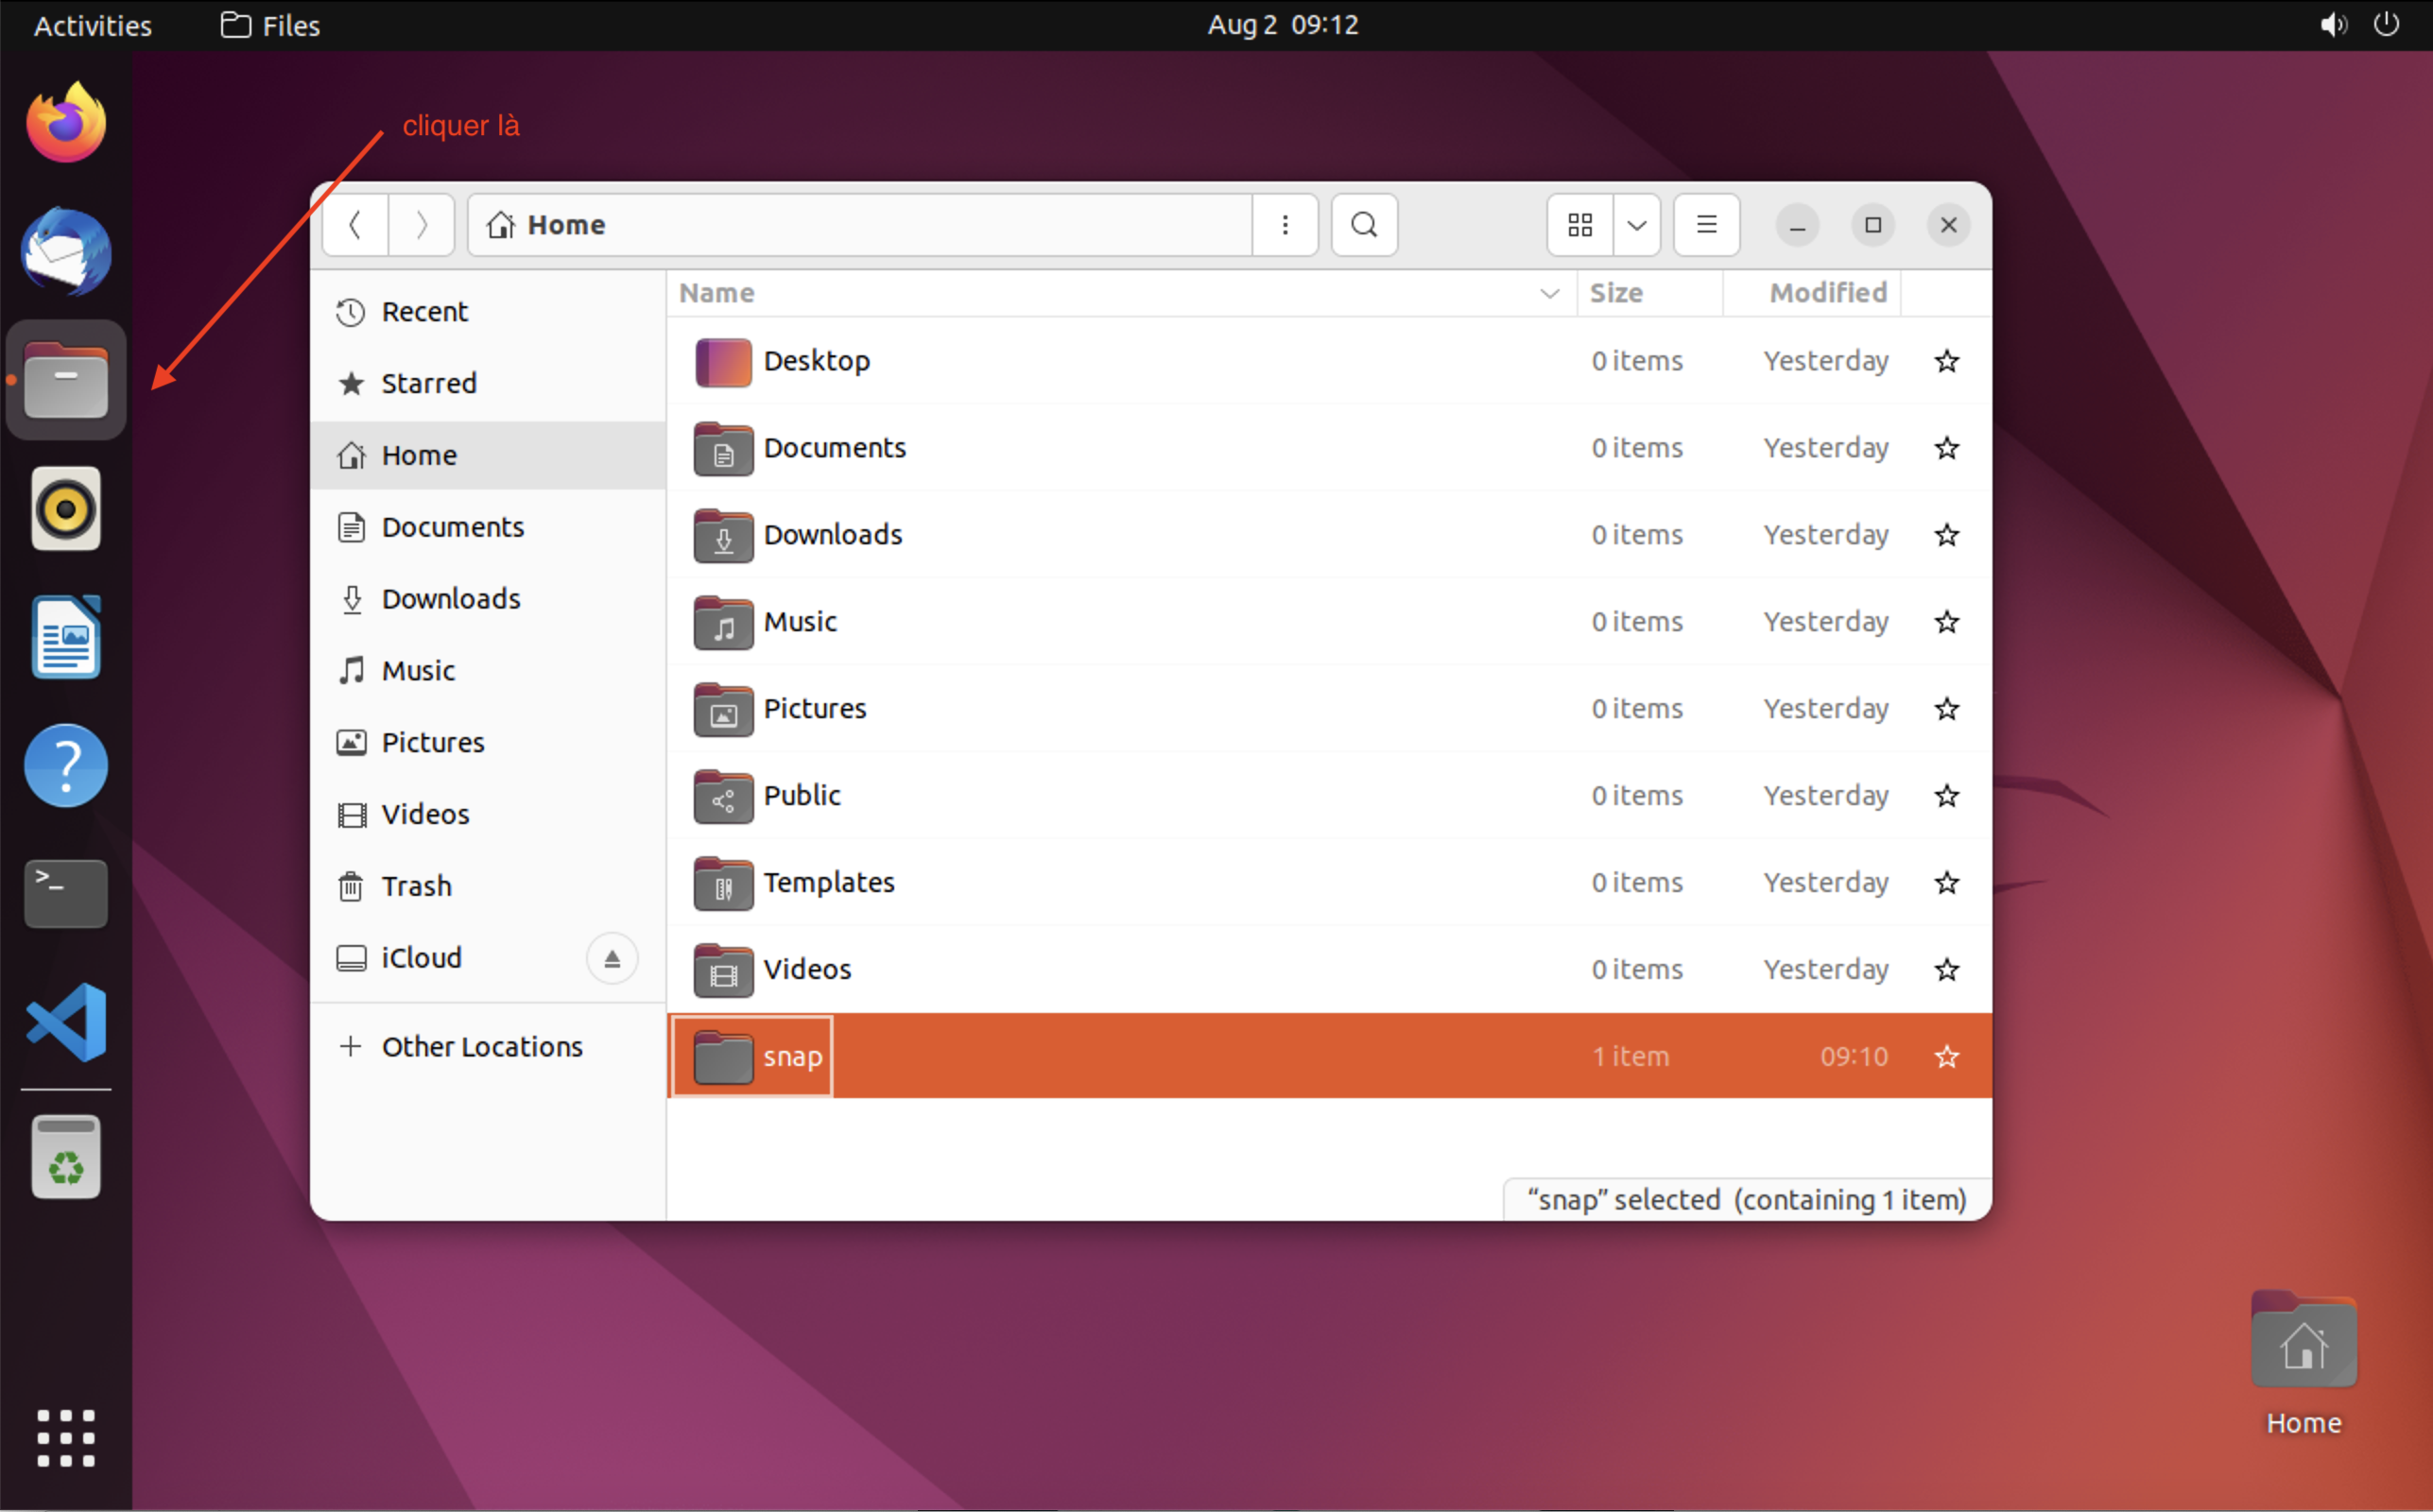 Activities Files Aug 2 09:12
cliquer là
Home
Name Size Modified
Recent
Starred
Home
Documents
Downloads
Music
Pictures
Videos
Trash
iCloud
Other Locations
Desktop 0 items Yesterday
Documents 0 items Yesterday
Downloads 0 items Yesterday
Music 0 items Yesterday
Pictures 0 items Yesterday
Public 0 items Yesterday
Templates 0 items Yesterday
Videos 0 items Yesterday
snap 1 item 09:10
“snap” selected (containing 1 item)
Home